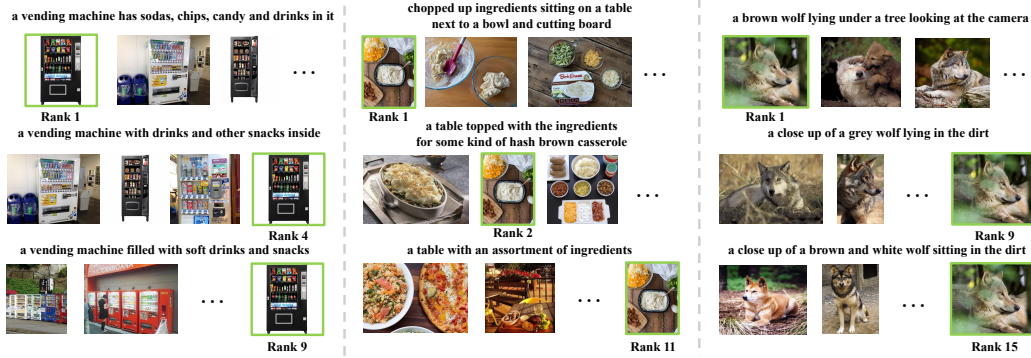 a vending machine has sodas, chips, candy and drinks in it
Rank 1
a vending machine with drinks and other snacks inside
Rank 4
a vending machine filled with soft drinks and snacks
Rank 9
chopped up ingredients sitting on a table
next to a bowl and cutting board
Rank 1
a table topped with the ingredients
for some kind of hash brown casserole
Rank 2
a table with an assortment of ingredients
Rank 11
a brown wolf lying under a tree looking at the camera
Rank 1
a close up of a grey wolf lying in the dirt
Rank 9
a close up of a brown and white wolf sitting in the dirt
Rank 15